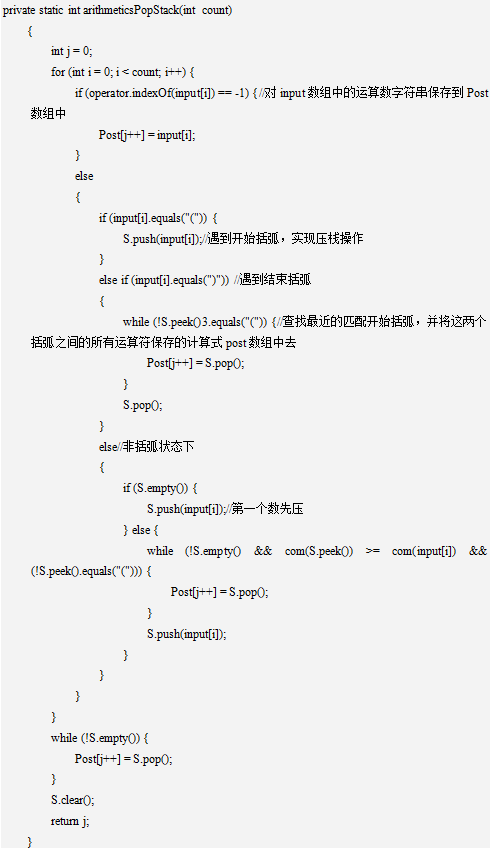 private static int arithmeticsPopStack(int  count)
{
int j = 0;
for (int i = 0; i < count; i++) {
if (operator.indexOf(input[i]) == -1) {//对 input 数组中的运算数字符串保存到 Post
数组中
Post[j++] = input[i];
}
else
{
if (input[i].equals("(")) {
S.push(input[i]);//遇到开始括弧，实现压栈操作
}
else if (input[i].equals(")")) //遇到结束括弧
{
while (!S.peek()3.equals("(")) {//查找最近的匹配开始括弧，并将这两个
括弧之间的所有运算符保存的计算式 post 数组中去
Post[j++] = S.pop();
}
S.pop();
}
else//非括弧状态下
{
if (S.empty()) {
S.push(input[i]);//第一个数先压
} else {
while (!S.empty() && com(S.peek()) >= com(input[i]) &&
(!S.peek().equals("("))) {
Post[j++] = S.pop();
}
S.push(input[i]);
}
}
}
}
while (!S.empty()) {
Post[j++] = S.pop();
}
S.clear();
return j;
}